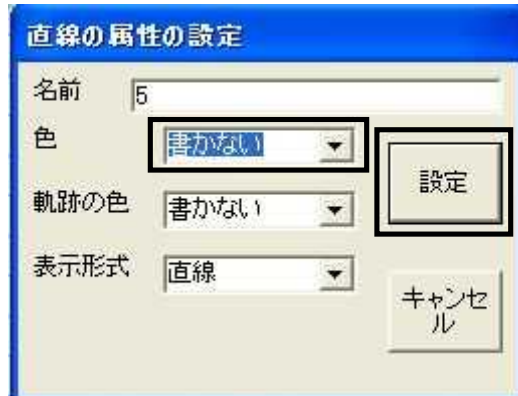 直線の属性の設定
名前 5
色 書かない
設定
軌跡の色 書かない
表示形式 直線
キャンセ
ル